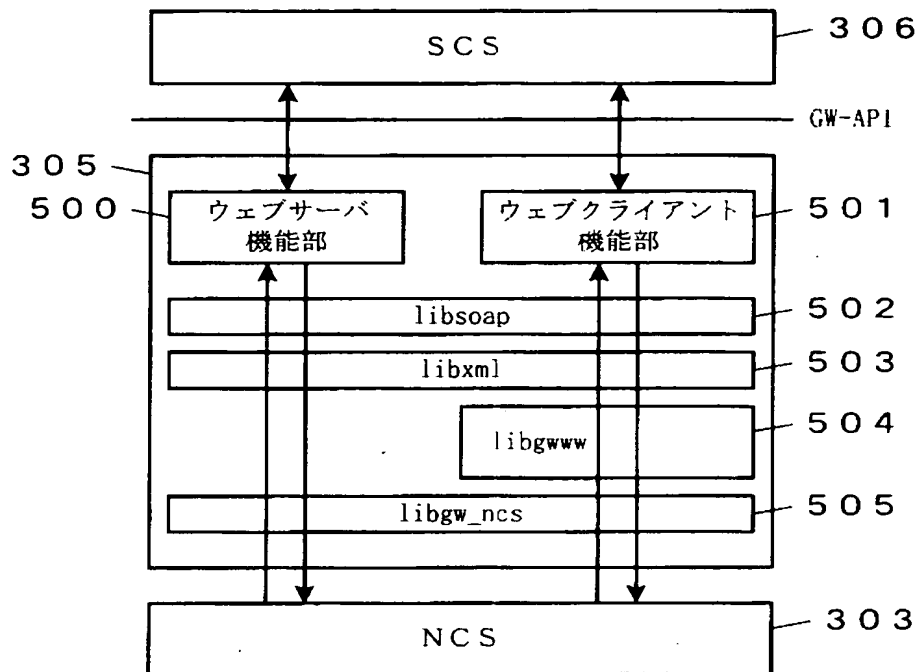 SCS
306
GW-API
305
500
ウェブサーバ
機能部
ウェブクライアント
機能部
501
libsoap
502
libxml
503
libgwww
504
libgw_ncs
505
NCS
303